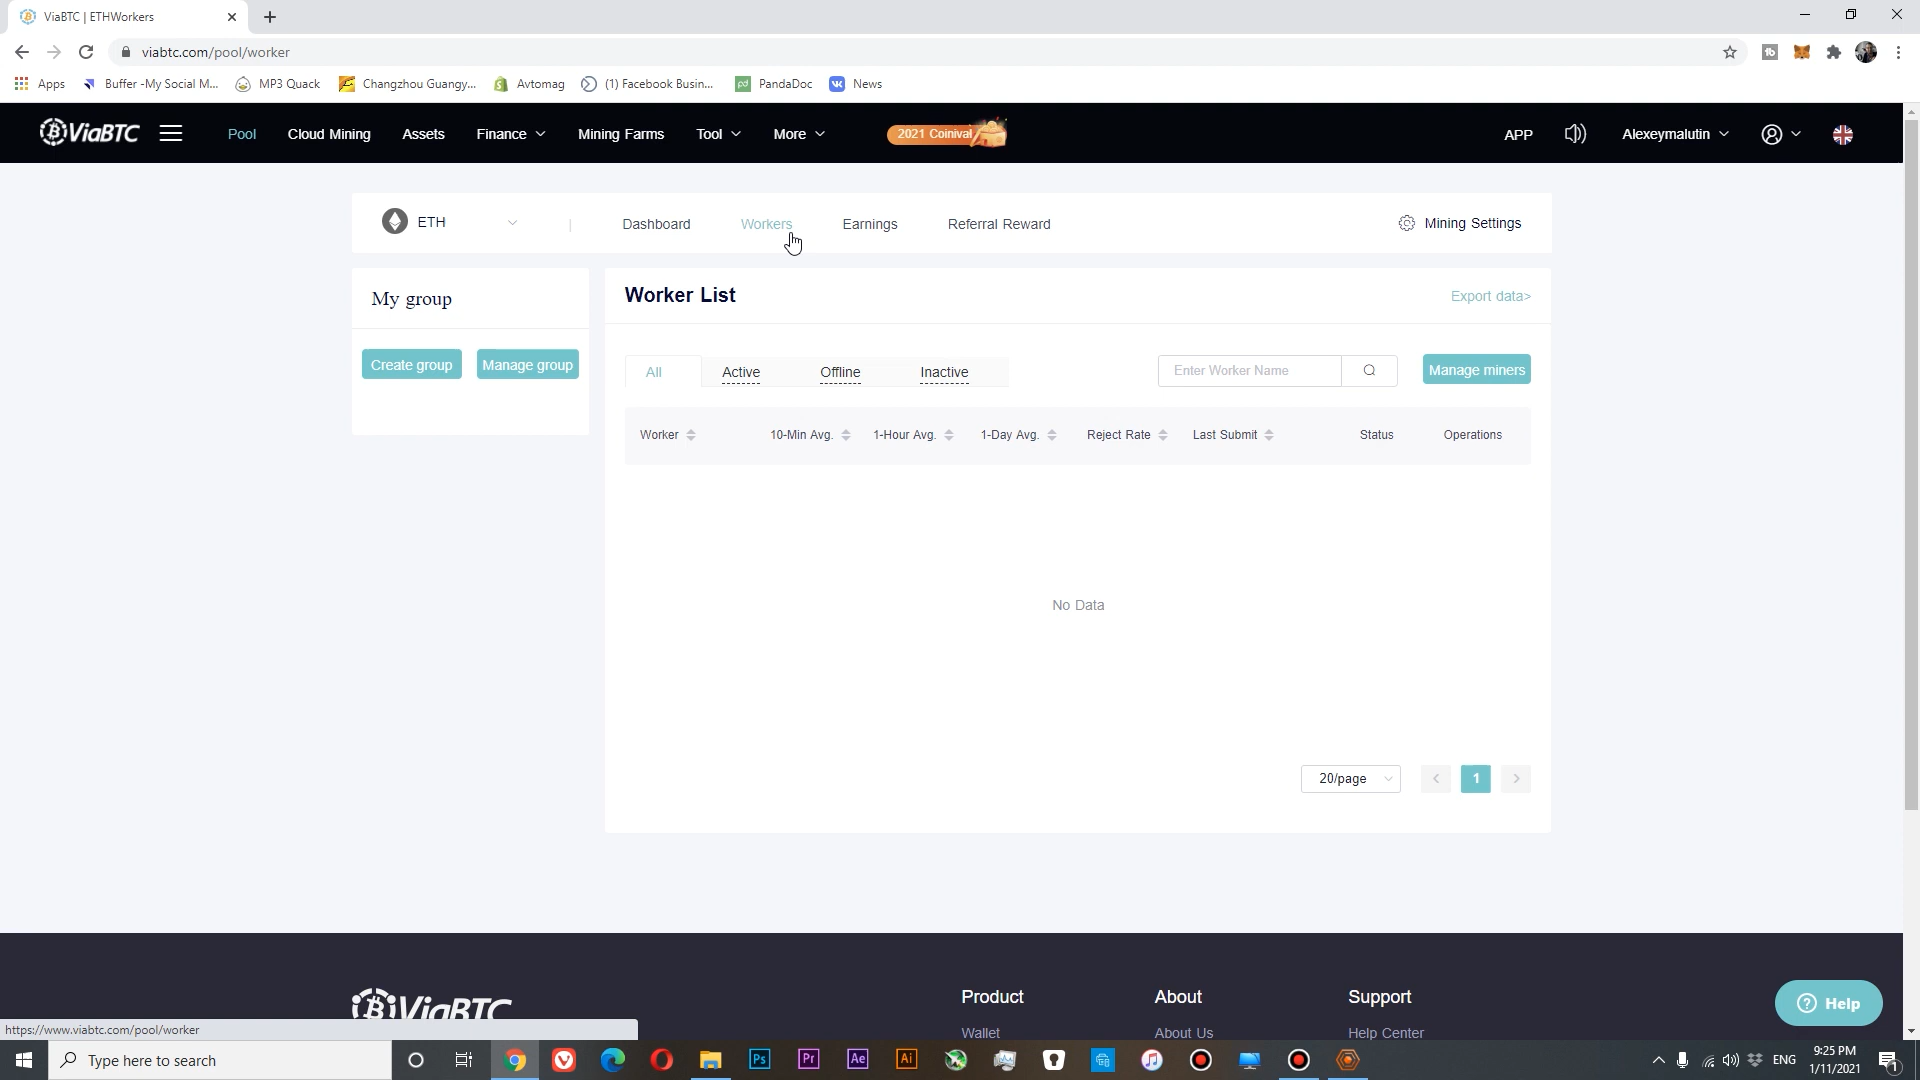 ViaBTC | ETHWorkers
viabtc.com/pool/worker
Apps
Buffer -My Social M...
MP3 Quack
Changzhou Guangy...
Avtomag
(1) Facebook Busin...
PandaDoc
News
ViaBTC
Pool
Cloud Mining
Assets
Finance
Mining Farms
Tool
More
2021 Coinival
APP
Alexeymalutin
ETH
Dashboard
Workers
Earnings
Referral Reward
Mining Settings
My group
Create group
Manage group
Worker List
Export data>
All
Active
Offline
Inactive
Enter Worker Name
Manage miners
Worker
10-Min Avg.
1-Hour Avg.
1-Day Avg.
Reject Rate
Last Submit
Status
Operations
No Data
20/page
1
ViaBTC
Product
About
Support
Wallet
About Us
Help Center
Help
https://www.viabtc.com/pool/worker
Type here to search
Ps
Pr
Ae
Ai
ENG
9:25 PM
1/11/2021
1